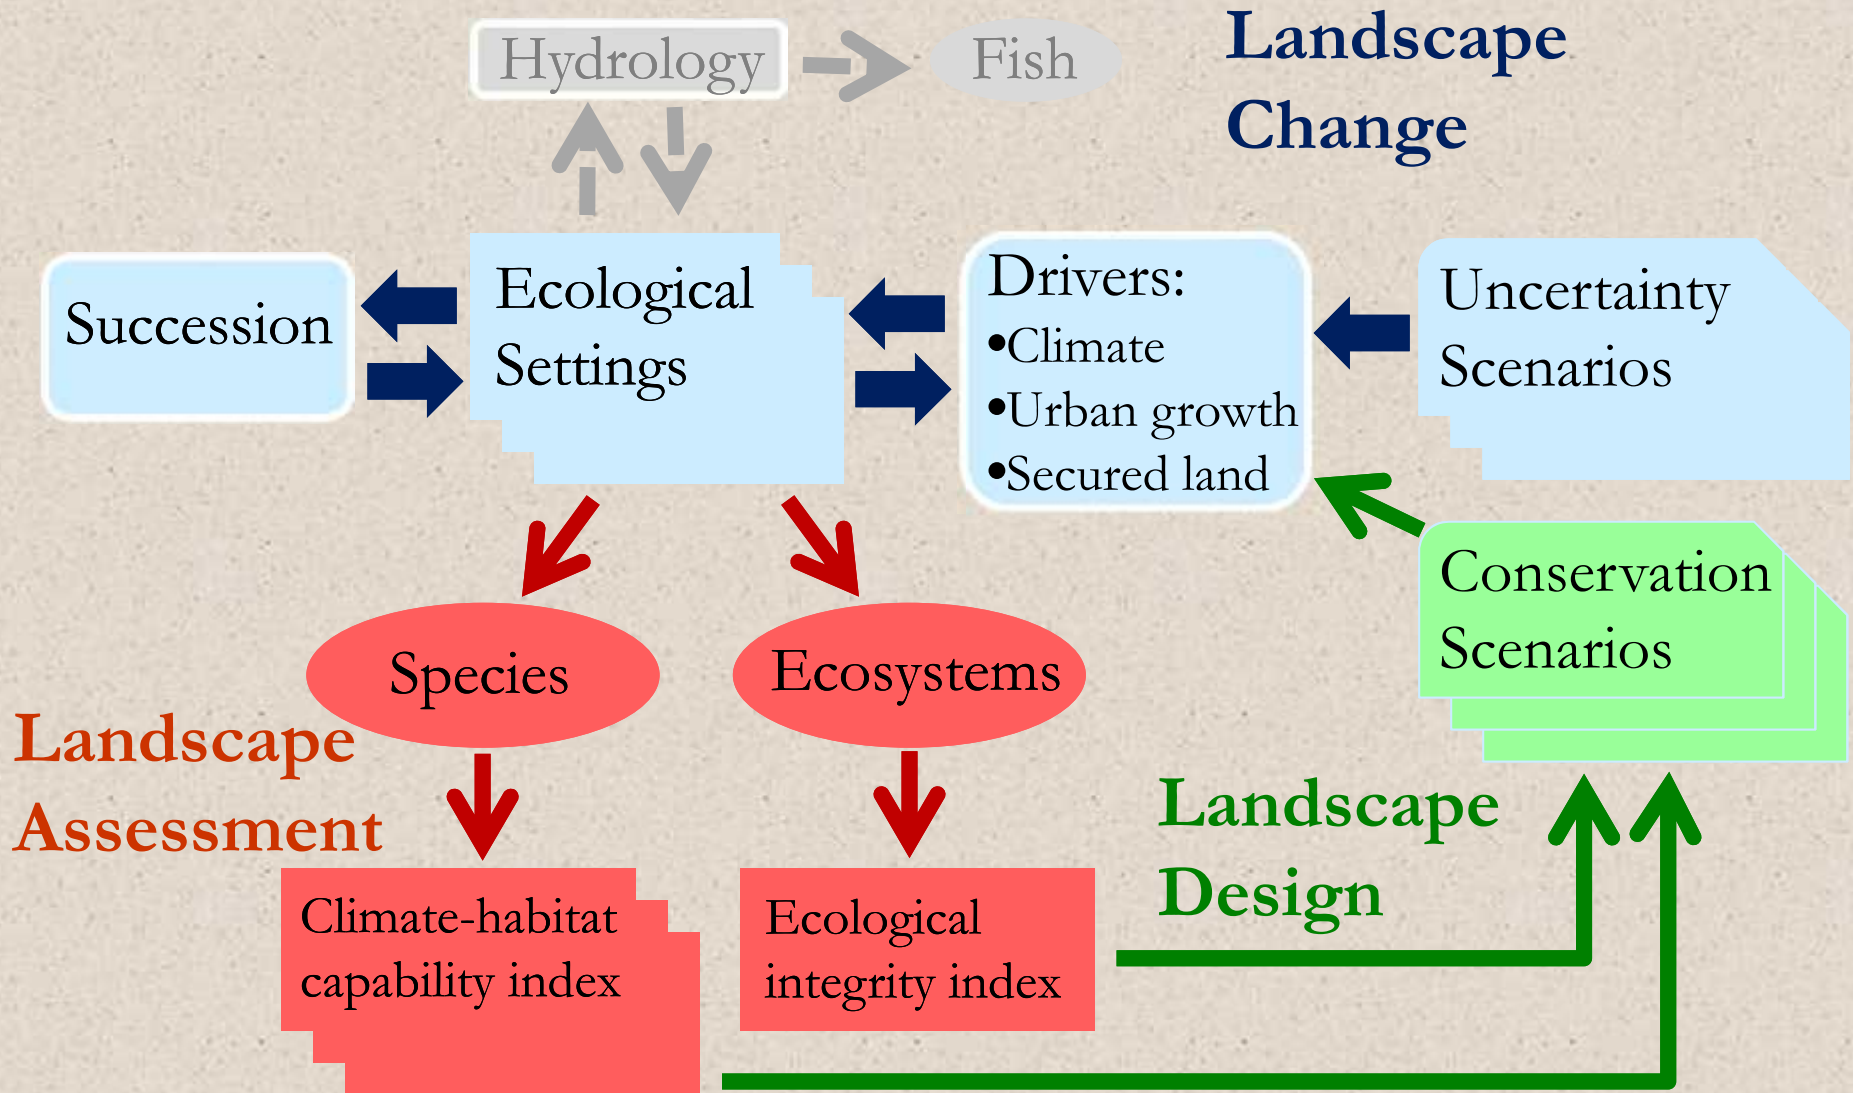 Hydrology
Fish
Landscape
Change
Succession
Ecological
Settings
Drivers:
•Climate
•Urban growth
•Secured land
Uncertainty
Scenarios
Conservation
Scenarios
Species
Ecosystems
Landscape
Assessment
Landscape
Design
Climate-habitat
capability index
Ecological
integrity index